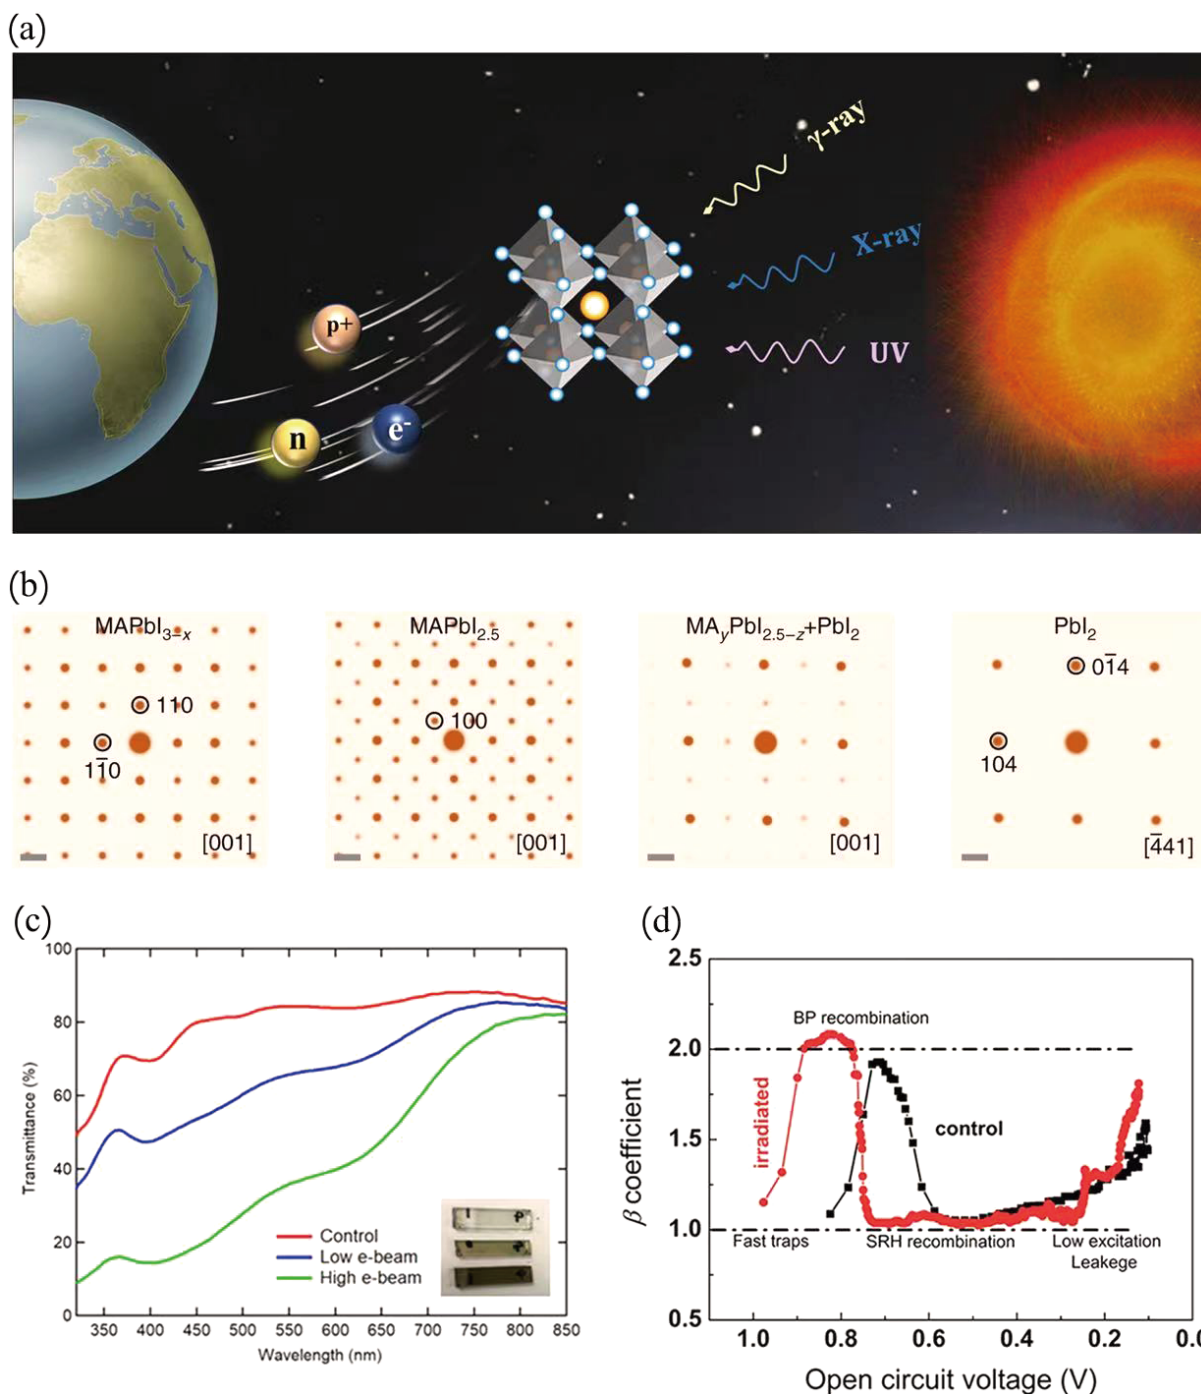 (a)
γ-ray
X-ray
UV
p+
n
e-
(b)
MAPbI3−x
110
11̅0
[001]
MAPbI2.5
100
[001]
MAyPbI2.5−z+PbI2
[001]
PbI2
01̅4
104
[4̅41]
(c)
100
80
60
40
20
0
Transmittance (%)
350 400 450 500 550 600 650 700 750 800 850
Wavelength (nm)
Control
Low e-beam
High e-beam
(d)
2.5
2.0
1.5
1.0
0.5
β coefficient
BP recombination
irradiated
control
Fast traps
SRH recombination
Low excitation
Leakege
1.0 0.8 0.6 0.4 0.2 0.0
Open circuit voltage (V)